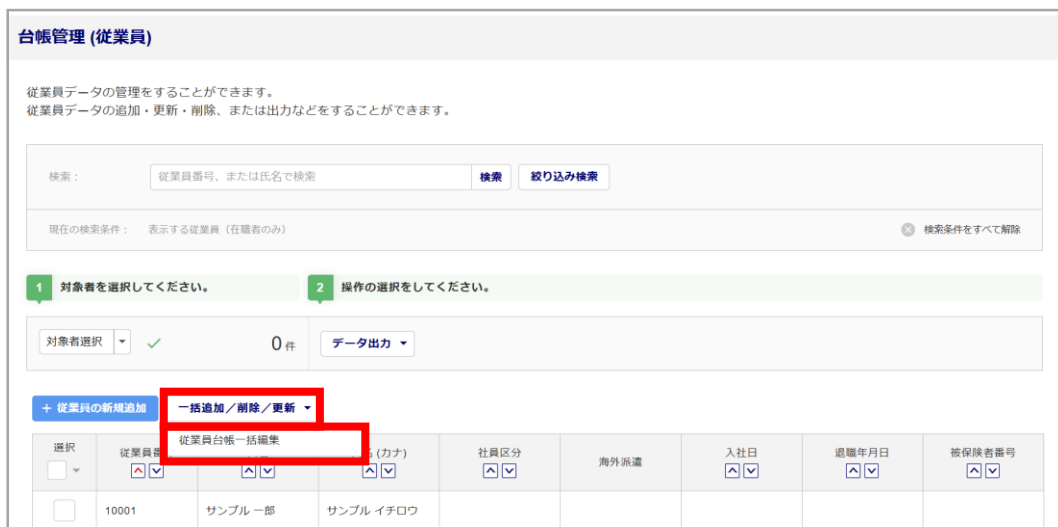 台帳管理 (従業員)
従業員データの管理をすることができます。
従業員データの追加・更新・削除、または出力などをすることができます。
検索： 従業員番号、または氏名で検索 検索 絞り込み検索
現在の検索条件： 表示する従業員（在職者のみ） 検索条件をすべて解除
1 対象者を選択してください。 2 操作の選択をしてください。
対象者選択 0 件 データ出力
+ 従業員の新規追加 一括追加／削除／更新
従業員台帳一括編集
選択 従業員番 (カナ) 社員区分 海外派遣 入社日 退職年月日 被保険者番号
10001 サンプル 一郎 サンプル イチロウ